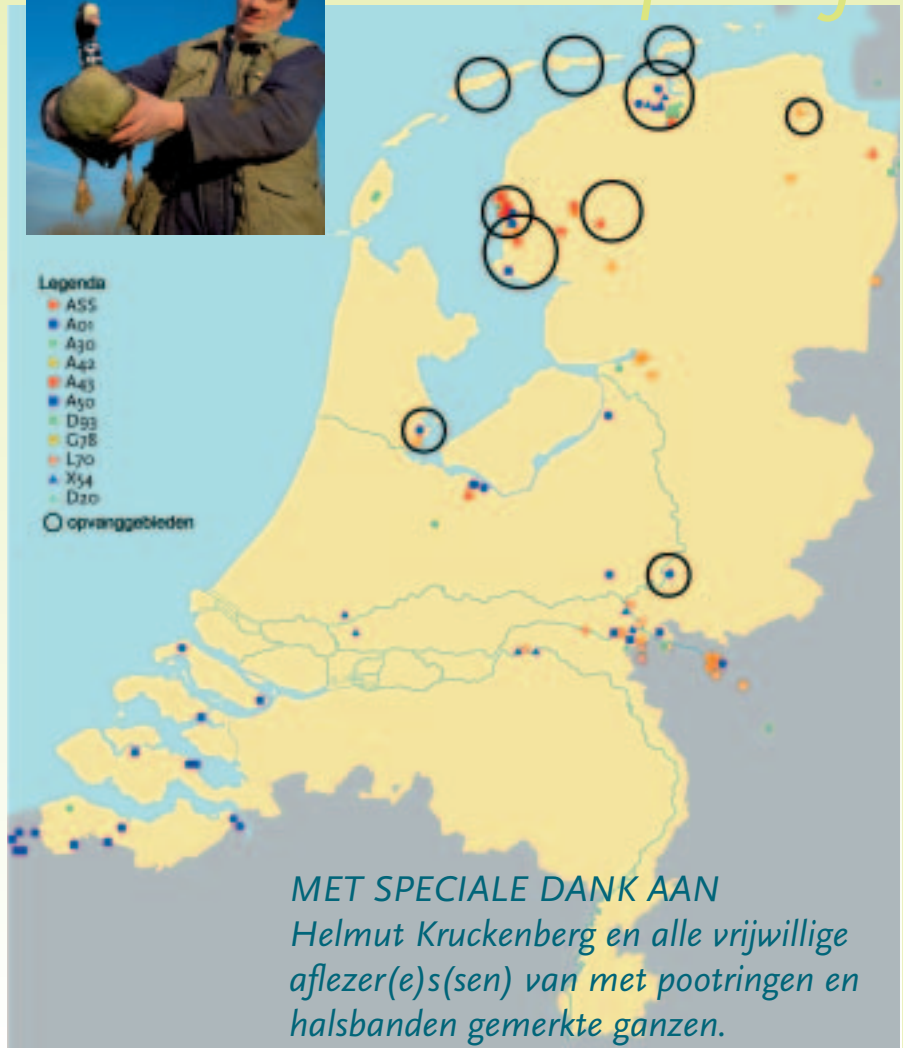 Legenda
ASS
A01
A30
A42
A43
A50
D93
G78
L70
X54
D20
opvanggebieden
MET SPECIALE DANK AAN
Helmut Kruckenberg en alle vrijwillige
aflezer(e)s(sen) van met pootringen en
halsbanden gemerkte ganzen.